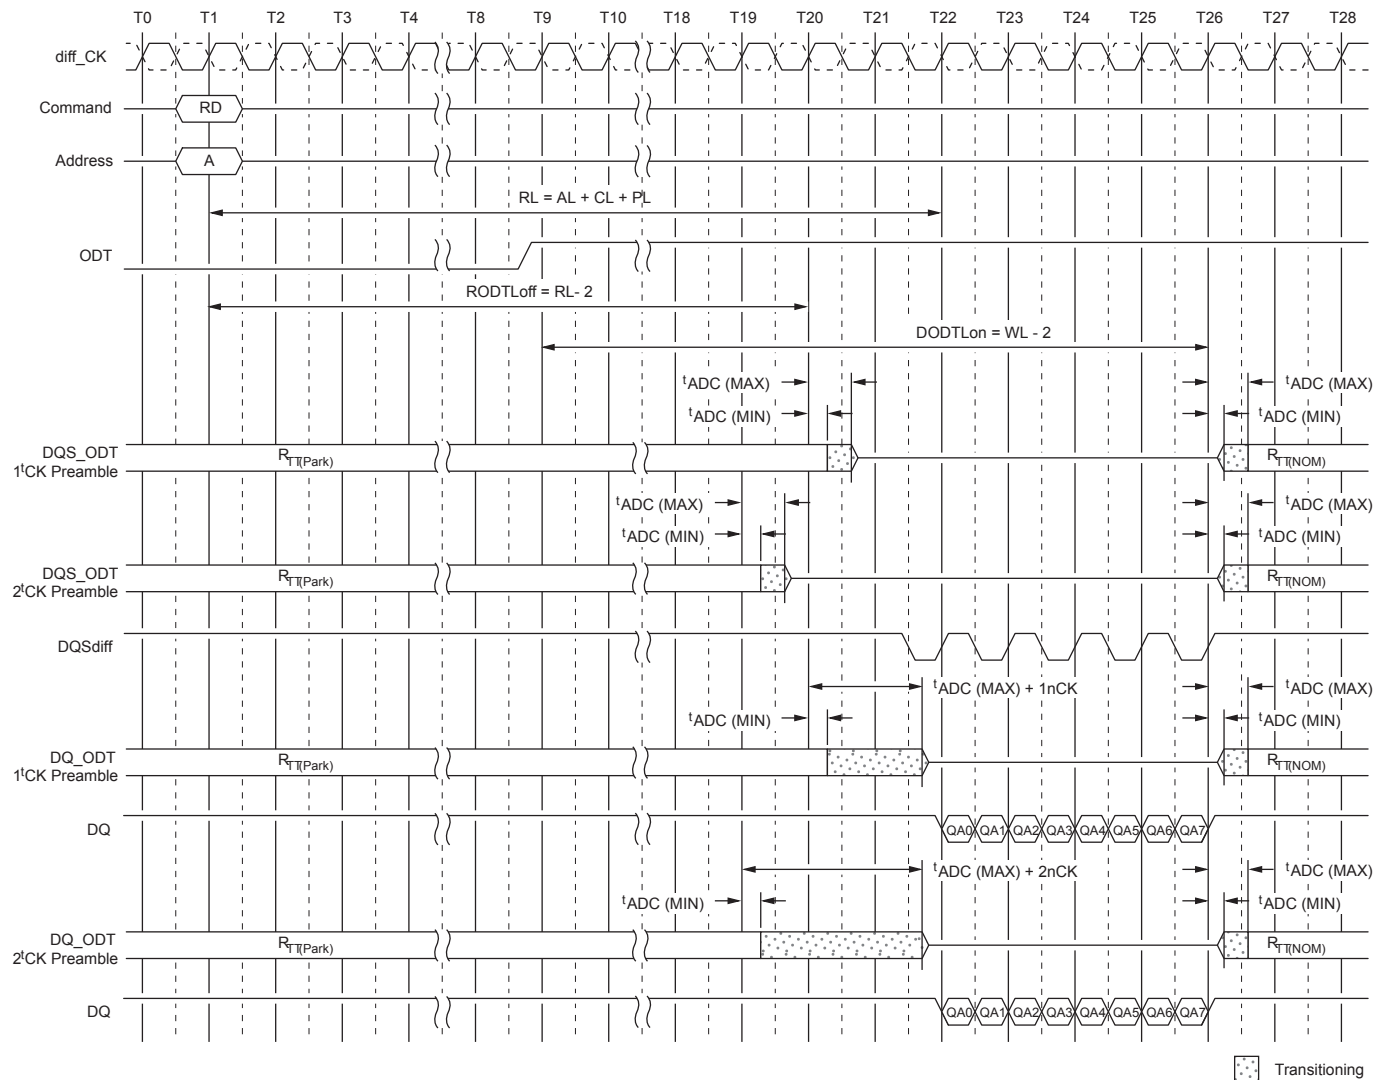 T0 T1 T2 T3 T4 T8 T9 T10 T18 T19 T20 T21 T22 T23 T24 T25 T26 T27 T28
diff_CK
Command RD
Address A
RL = AL + CL + PL
ODT
RODTLoff = RL- 2
DODTLon = WL - 2
tADC (MAX) tADC (MAX)
tADC (MIN) tADC (MIN)
DQS_ODT
1tCK Preamble RTT(Park) RTT(NOM)
tADC (MAX) tADC (MAX)
tADC (MIN) tADC (MIN)
DQS_ODT
2tCK Preamble RTT(Park) RTT(NOM)
DQSdiff
tADC (MAX) + 1nCK tADC (MAX)
tADC (MIN) tADC (MIN)
DQ_ODT
1tCK Preamble RTT(Park) RTT(NOM)
DQ QA0 QA1 QA2 QA3 QA4 QA5 QA6 QA7
tADC (MAX) + 2nCK tADC (MAX)
tADC (MIN) tADC (MIN)
DQ_ODT
2tCK Preamble RTT(Park) RTT(NOM)
DQ QA0 QA1 QA2 QA3 QA4 QA5 QA6 QA7
Transitioning